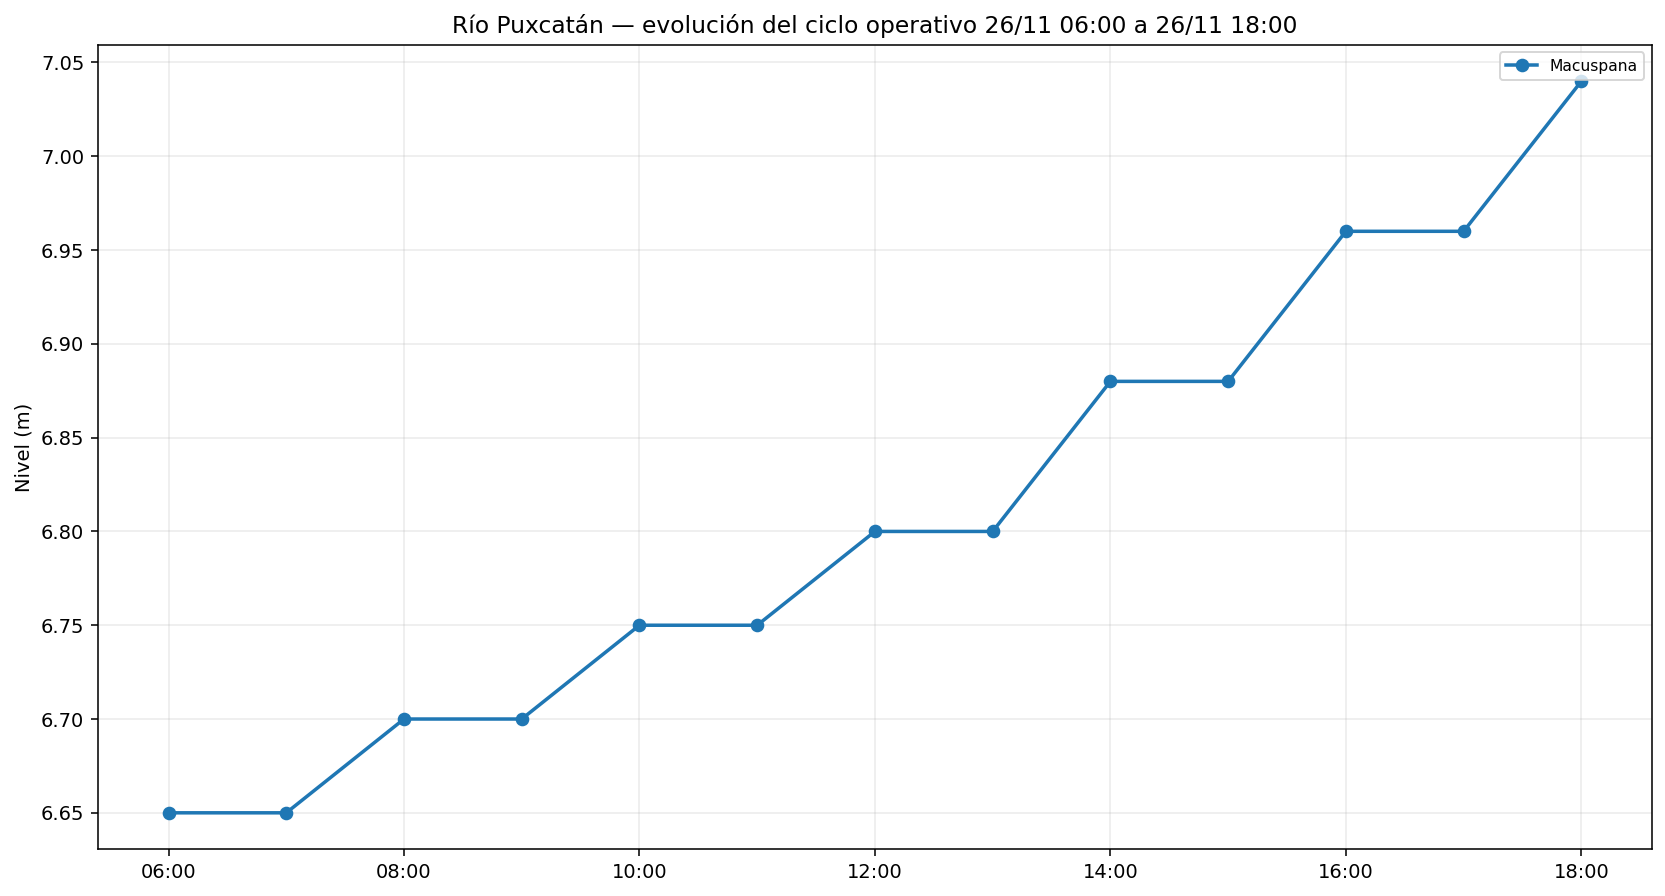 Río Puxcatán — evolución del ciclo operativo 26/11 06:00 a 26/11 18:00
Macuspana
Nivel (m)
7.05
7.00
6.95
6.90
6.85
6.80
6.75
6.70
6.65
06:00 08:00 10:00 12:00 14:00 16:00 18:00